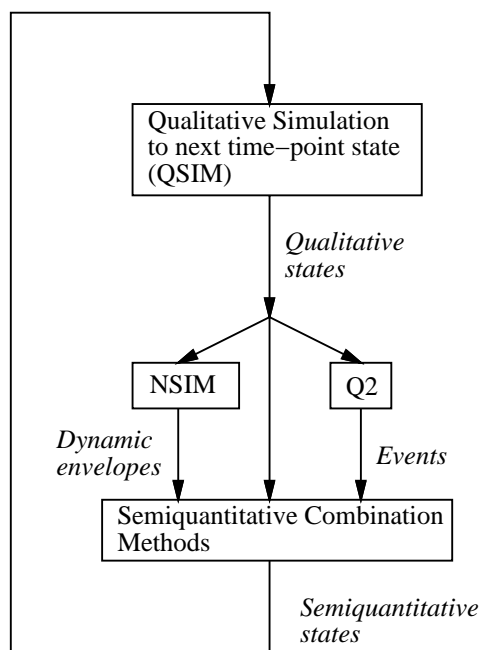 Qualitative Simulation
to next time−point state
(QSIM)
Qualitative
states
NSIM
Q2
Dynamic
envelopes
Events
Semiquantitative Combination
Methods
Semiquantitative
states